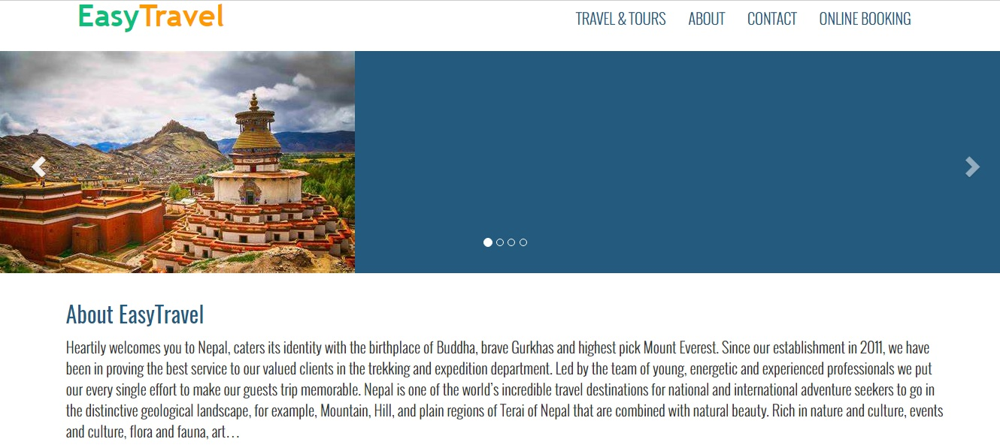 EasyTravel
TRAVEL & TOURS ABOUT CONTACT ONLINE BOOKING
About EasyTravel
Heartily welcomes you to Nepal, caters its identity with the birthplace of Buddha, brave Gurkhas and highest pick Mount Everest. Since our establishment in 2011, we have
been in proving the best service to our valued clients in the trekking and expedition department. Led by the team of young, energetic and experienced professionals we put
our every single effort to make our guests trip memorable. Nepal is one of the world’s incredible travel destinations for national and international adventure seekers to go in
the distinctive geological landscape, for example, Mountain, Hill, and plain regions of Terai of Nepal that are combined with natural beauty. Rich in nature and culture, events
and culture, flora and fauna, art…